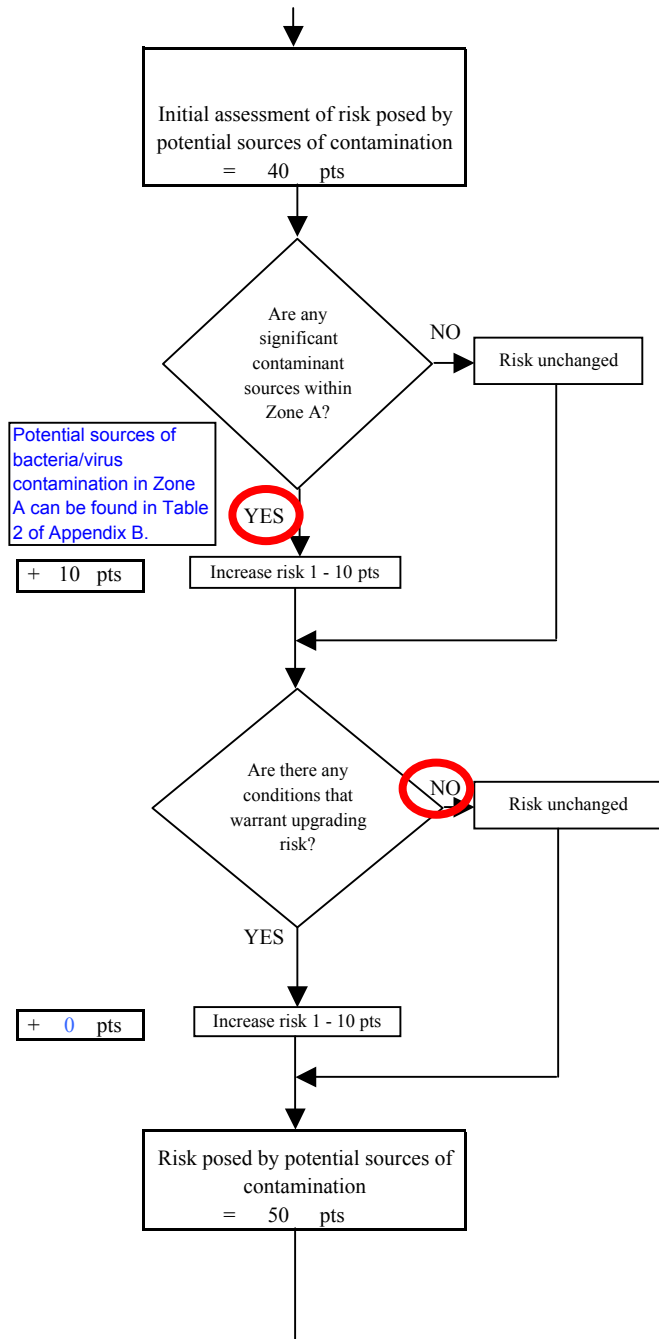 Initial assessment of risk posed by
potential sources of contamination
= 40 pts
Are any
significant
contaminant
sources within
Zone A?
NO
Risk unchanged
Potential sources of
bacteria/virus
contamination in Zone
A can be found in Table
2 of Appendix B.
YES
+ 10 pts
Increase risk 1 - 10 pts
Are there any
conditions that
warrant upgrading
risk?
NO
Risk unchanged
YES
+ 0 pts
Increase risk 1 - 10 pts
Risk posed by potential sources of
contamination
= 50 pts